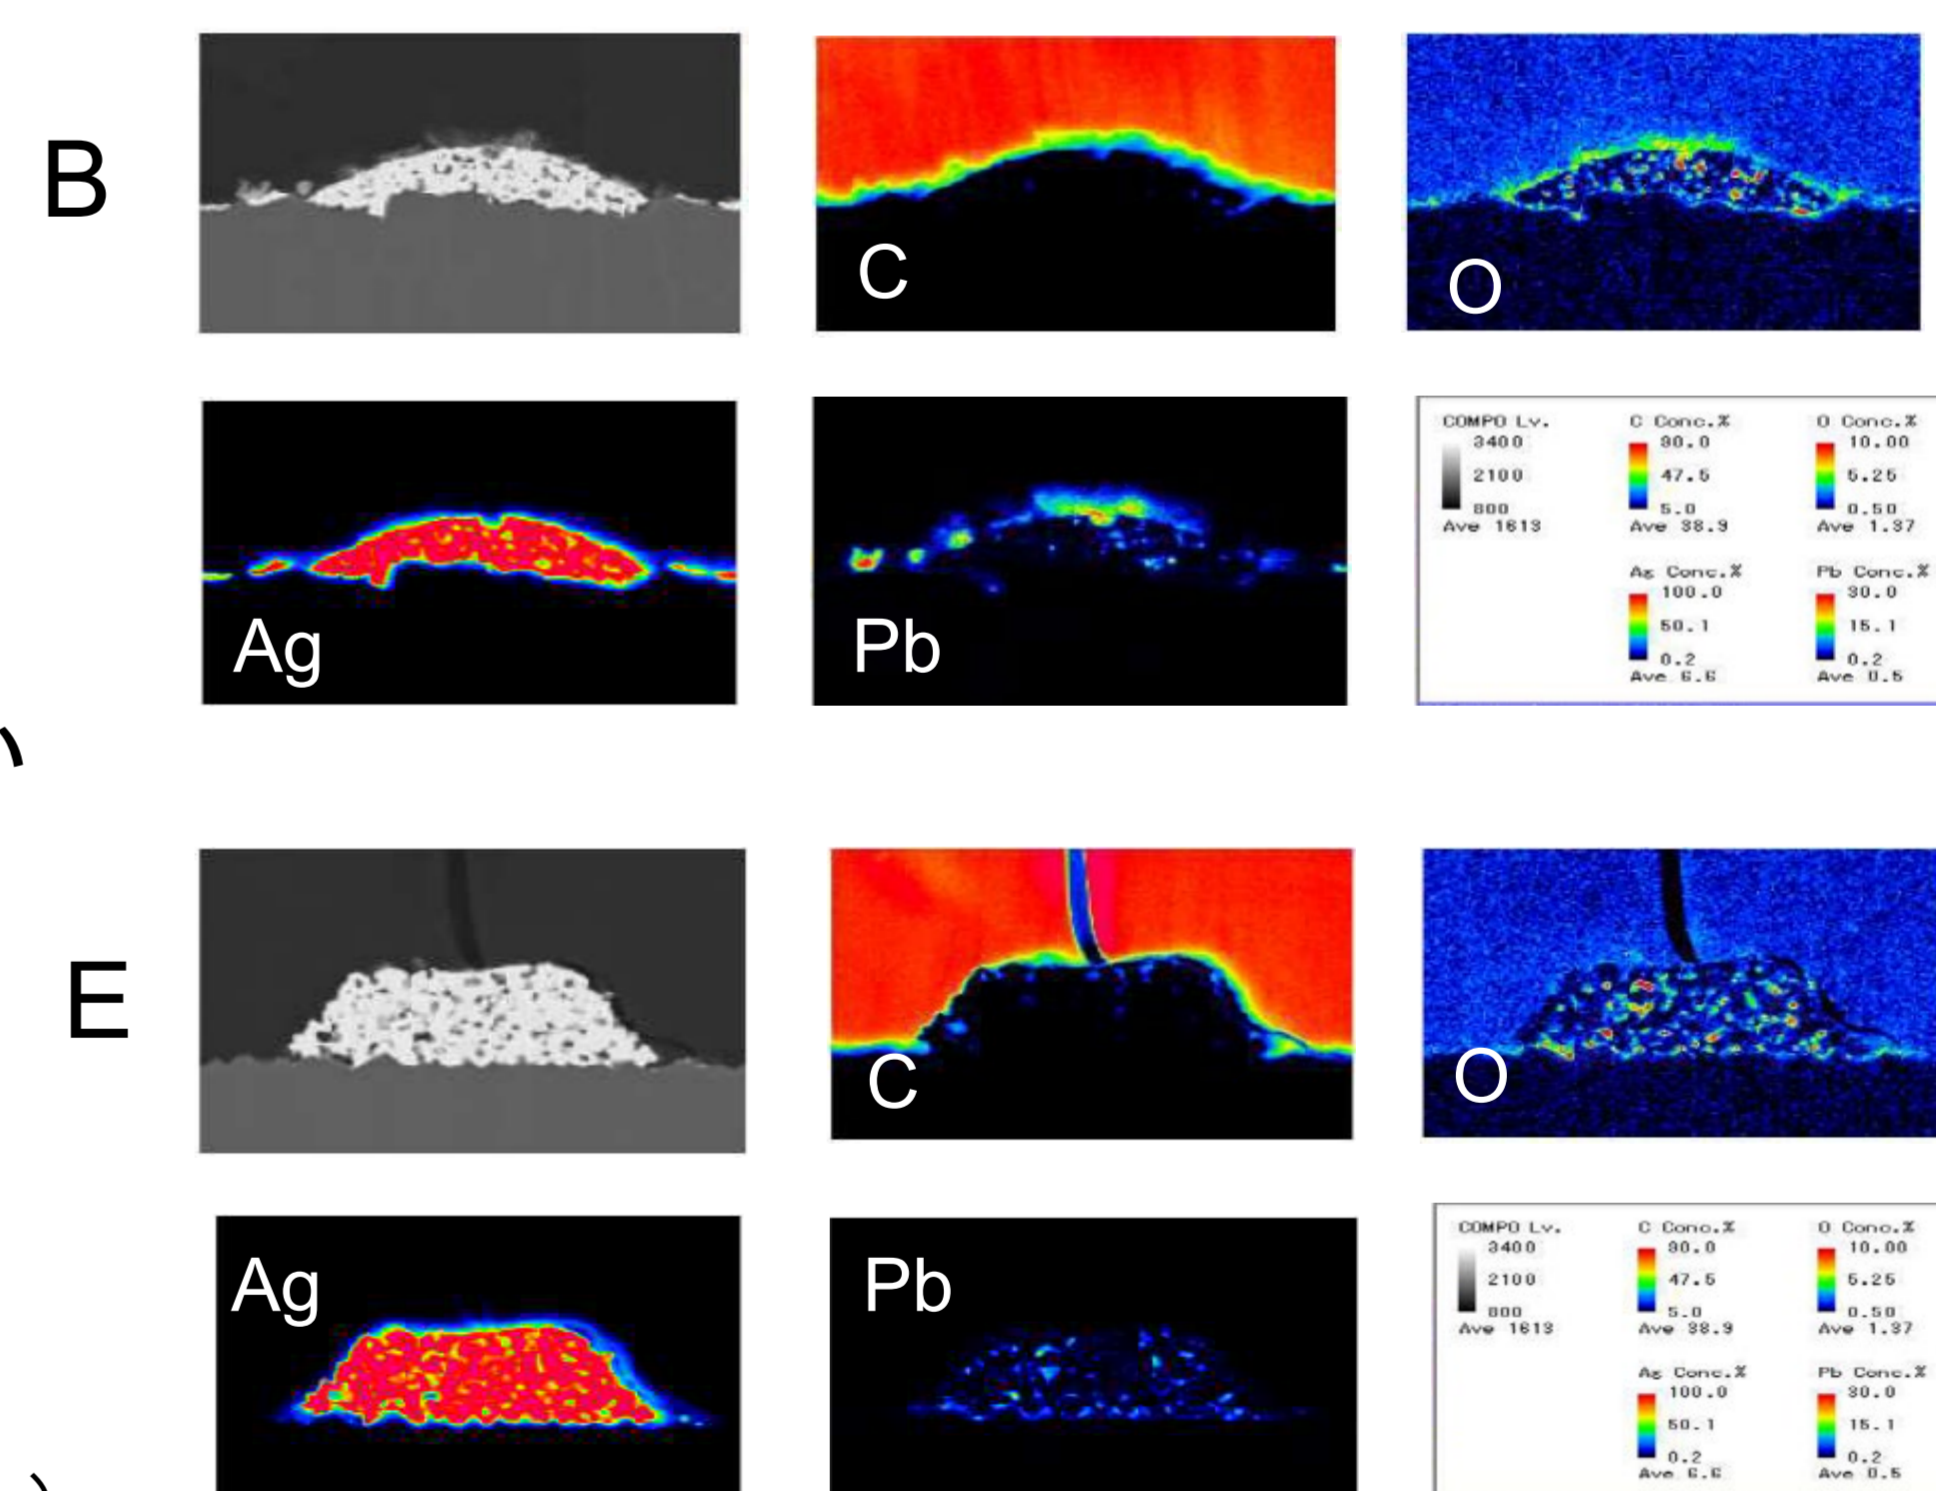 B
C
O
Ag
Pb
COMPO Lv.
3400
2100
800
Ave 1613
C Conc.%
90.0
47.5
5.0
Ave 38.9
O Conc.%
10.00
5.25
0.50
Ave 1.37
Ag Conc.%
100.0
50.1
0.2
Ave 6.6
Pb Conc.%
30.0
15.1
0.2
Ave 0.5
E
C
O
Ag
Pb
COMPO Lv.
3400
2100
800
Ave 1613
C Conc.%
90.0
47.5
5.0
Ave 38.9
O Conc.%
10.00
5.25
0.50
Ave 1.37
Ag Conc.%
100.0
50.1
0.2
Ave 6.6
Pb Conc.%
30.0
15.1
0.2
Ave 0.5